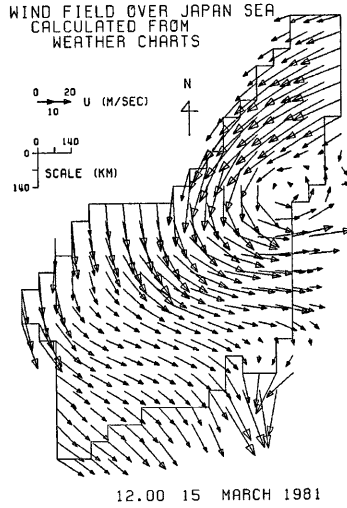 WIND FIELD OVER JAPAN SEA
CALCULATED FROM
WEATHER CHARTS
0 20
10
U (M/SEC)
N
0 140
0
140
SCALE (KM)
12.00 15 MARCH 1981